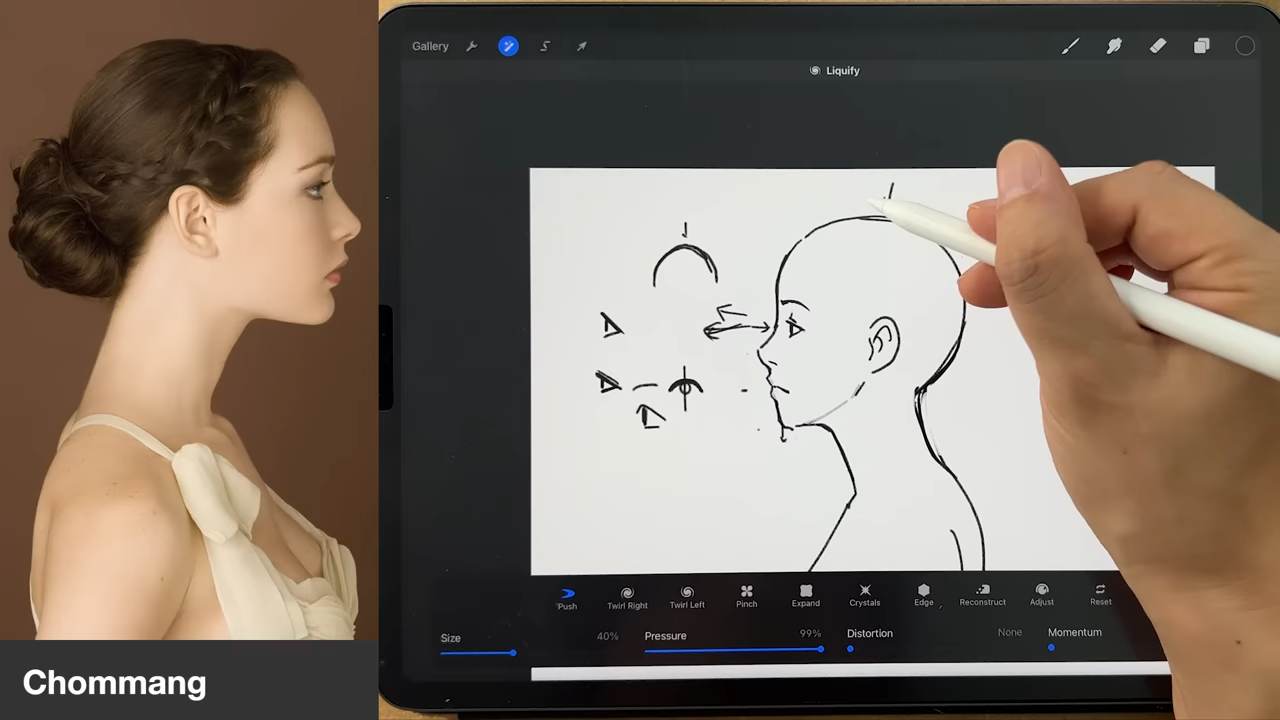 Gallery
Liquify
Push
Twirl Right
Twirl Left
Pinch
Expand
Crystals
Edge
Reconstruct
Adjust
Reset
Size
40%
Pressure
99%
Distortion
None
Momentum
Chommang